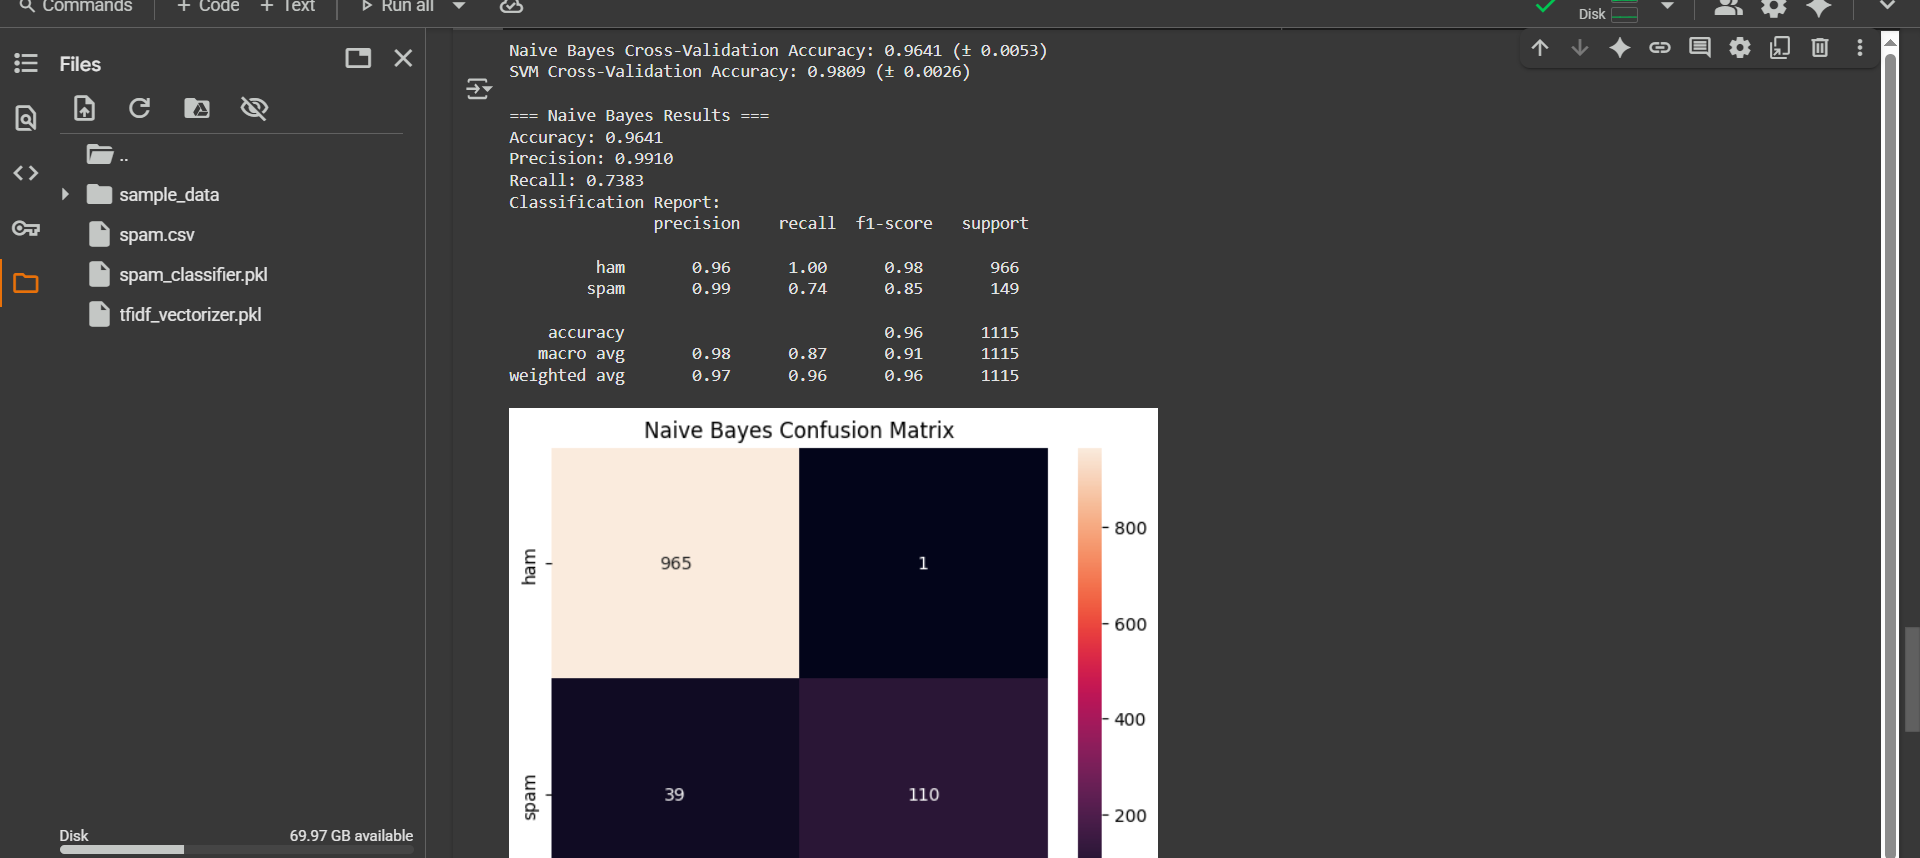 Commands + Code + Text Run all
Disk
Files
..
sample_data
spam.csv
spam_classifier.pkl
tfidf_vectorizer.pkl
Disk 69.97 GB available
Naive Bayes Cross-Validation Accuracy: 0.9641 (± 0.0053)
SVM Cross-Validation Accuracy: 0.9809 (± 0.0026)
=== Naive Bayes Results ===
Accuracy: 0.9641
Precision: 0.9910
Recall: 0.7383
Classification Report:
precision recall f1-score support
ham 0.96 1.00 0.98 966
spam 0.99 0.74 0.85 149
accuracy 0.96 1115
macro avg 0.98 0.87 0.91 1115
weighted avg 0.97 0.96 0.96 1115
Naive Bayes Confusion Matrix
800
ham 965 1
600
400
spam 39 110
200